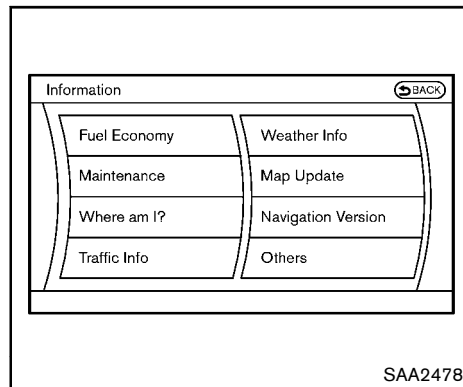 Information
BACK
Fuel Economy
Weather Info
Maintenance
Map Update
Where am I?
Navigation Version
Traffic Info
Others
SAA2478